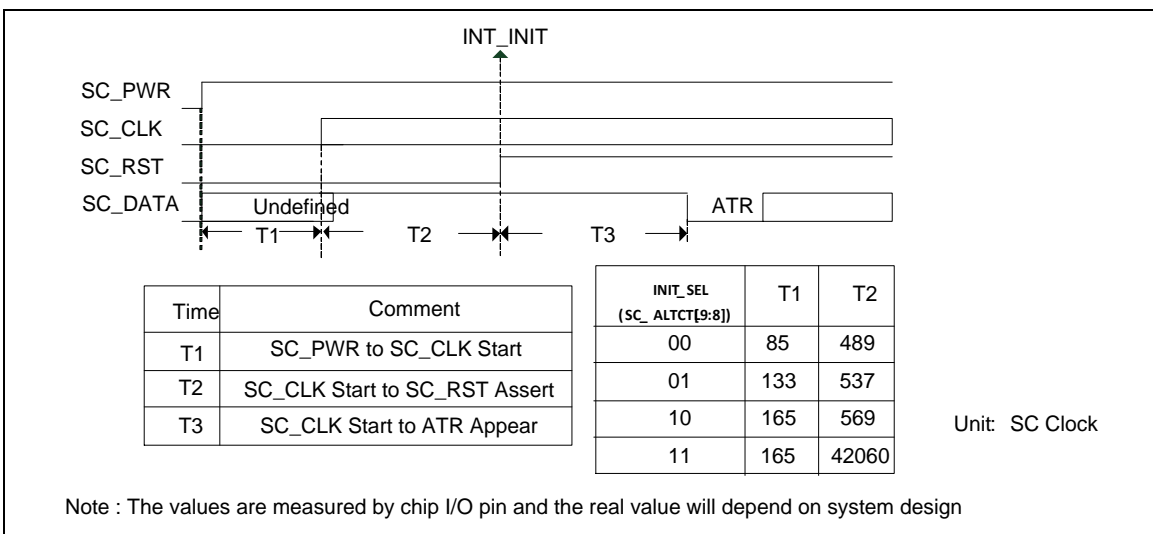 INT_INIT
SC_PWR
SC_CLK
SC_RST
SC_DATA Undefined ATR
T1 T2 T3
Time Comment
T1 SC_PWR to SC_CLK Start
T2 SC_CLK Start to SC_RST Assert
T3 SC_CLK Start to ATR Appear
INIT_SEL
(SC_ ALTCT[9:8]) T1 T2
00 85 489
01 133 537
10 165 569
11 165 42060
Unit: SC Clock
Note : The values are measured by chip I/O pin and the real value will depend on system design